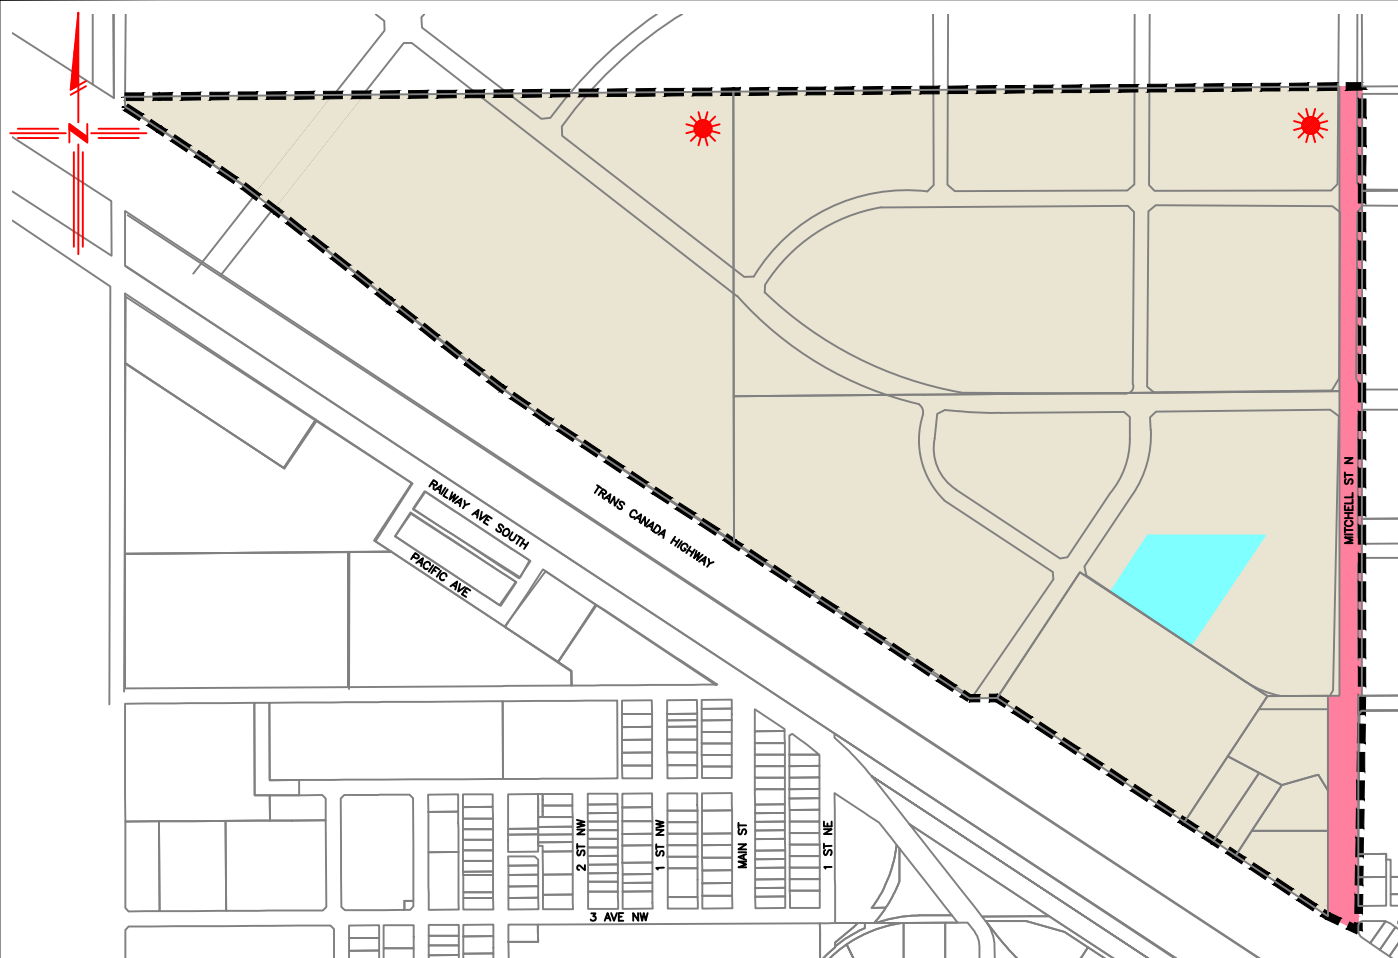 N
MITCHELL ST N
RAILWAY AVE SOUTH
TRANS CANADA HIGHWAY
PACIFIC AVE
2 ST NW
1 ST NW
MAIN ST
1 ST NE
3 AVE NW